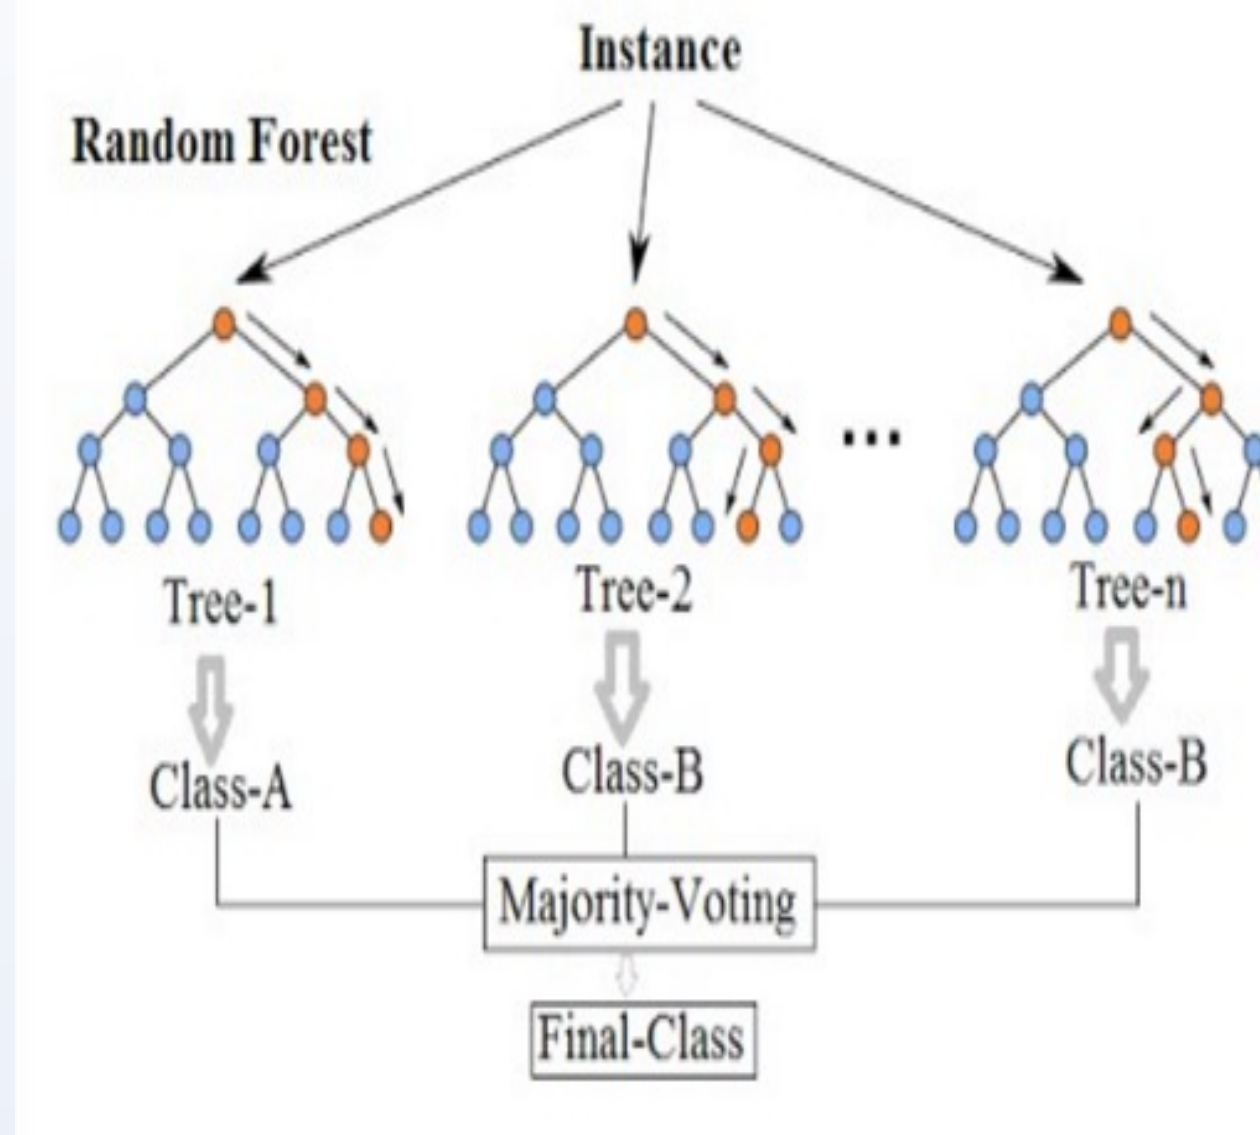 Instance
Random Forest
...
Tree-1
Tree-2
Tree-n
Class-A
Class-B
Class-B
Majority-Voting
Final-Class